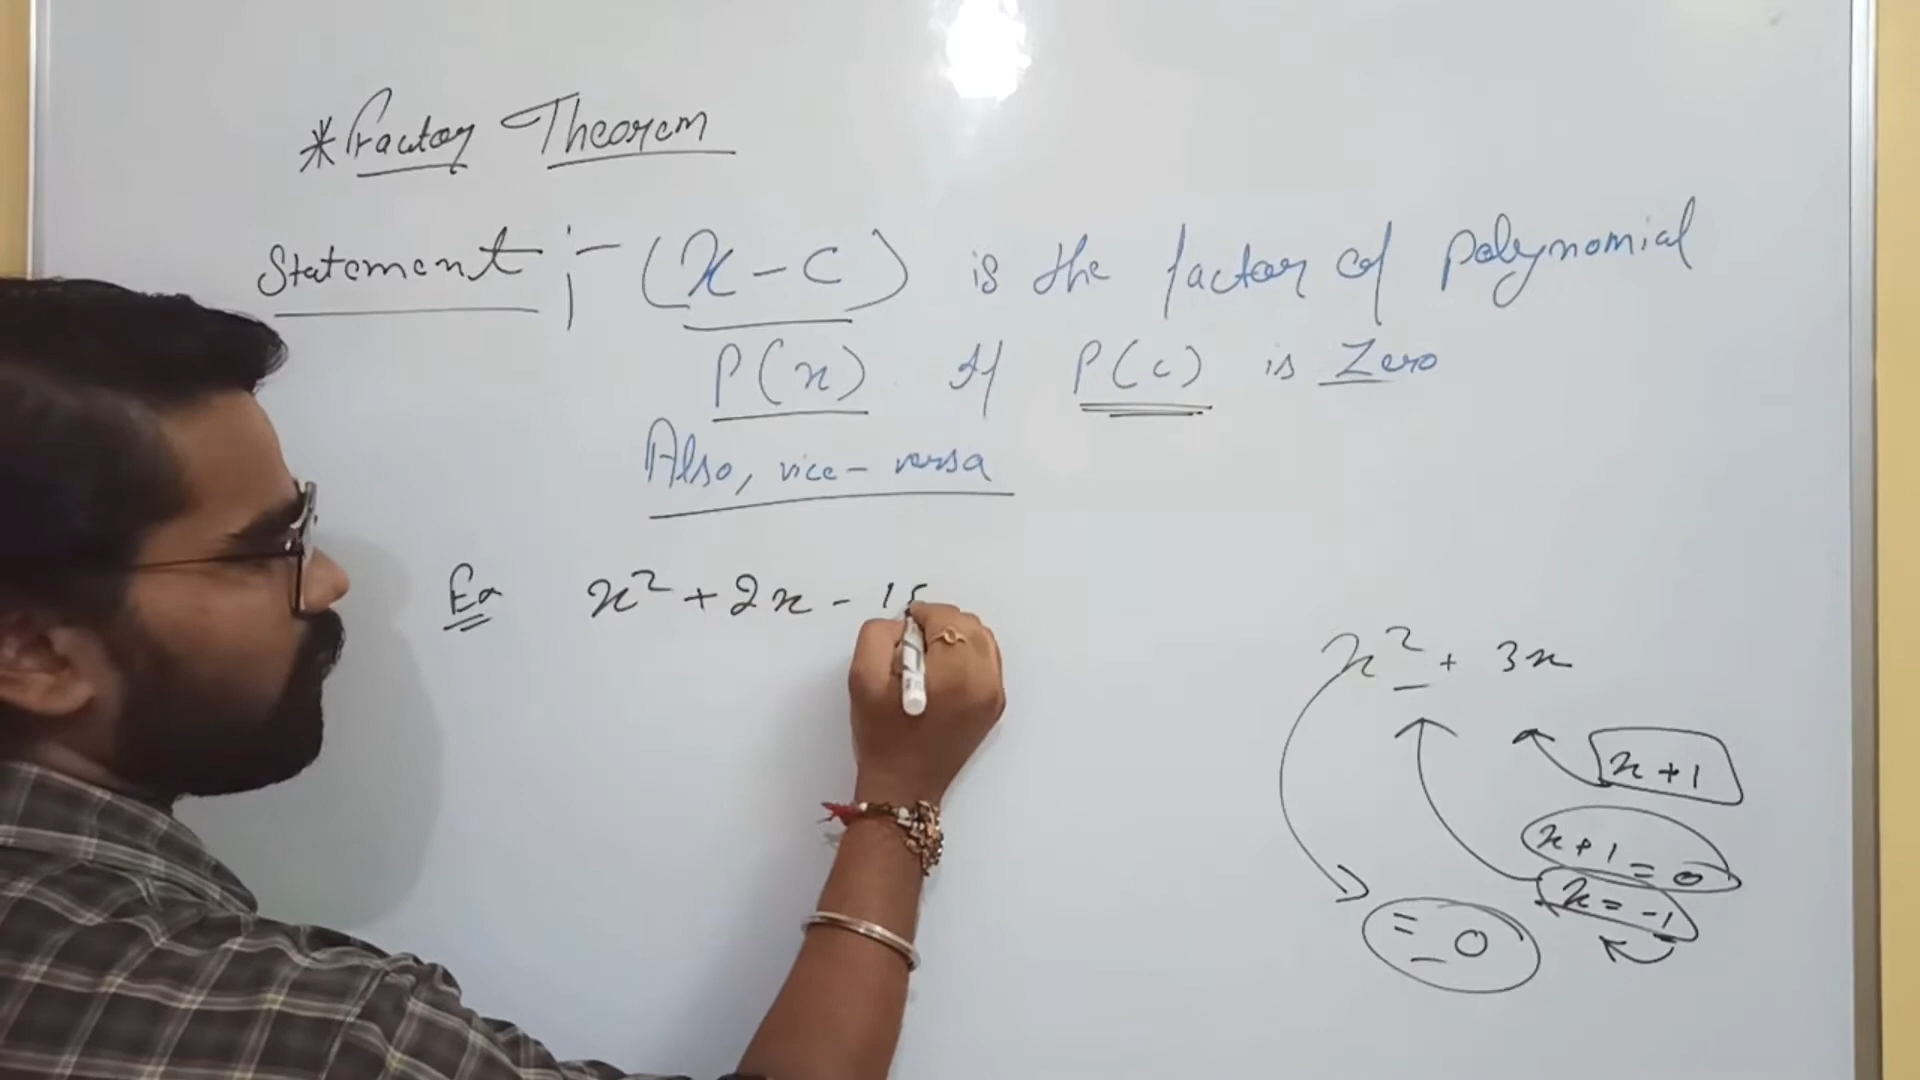 * Factor Theorem
Statement :- (x - c) is the factor of polynomial
P(x) if P(c) is Zero
Also, vice-versa
Ex x² + 2x - 15
x² + 3x
x + 1
x + 1 = 0
x = -1
= 0